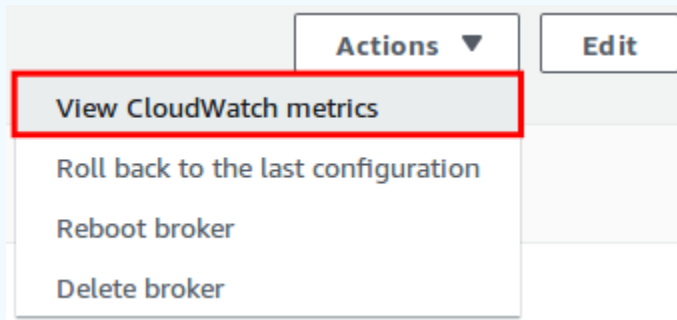 Actions ▼ Edit
View CloudWatch metrics
Roll back to the last configuration
Reboot broker
Delete broker